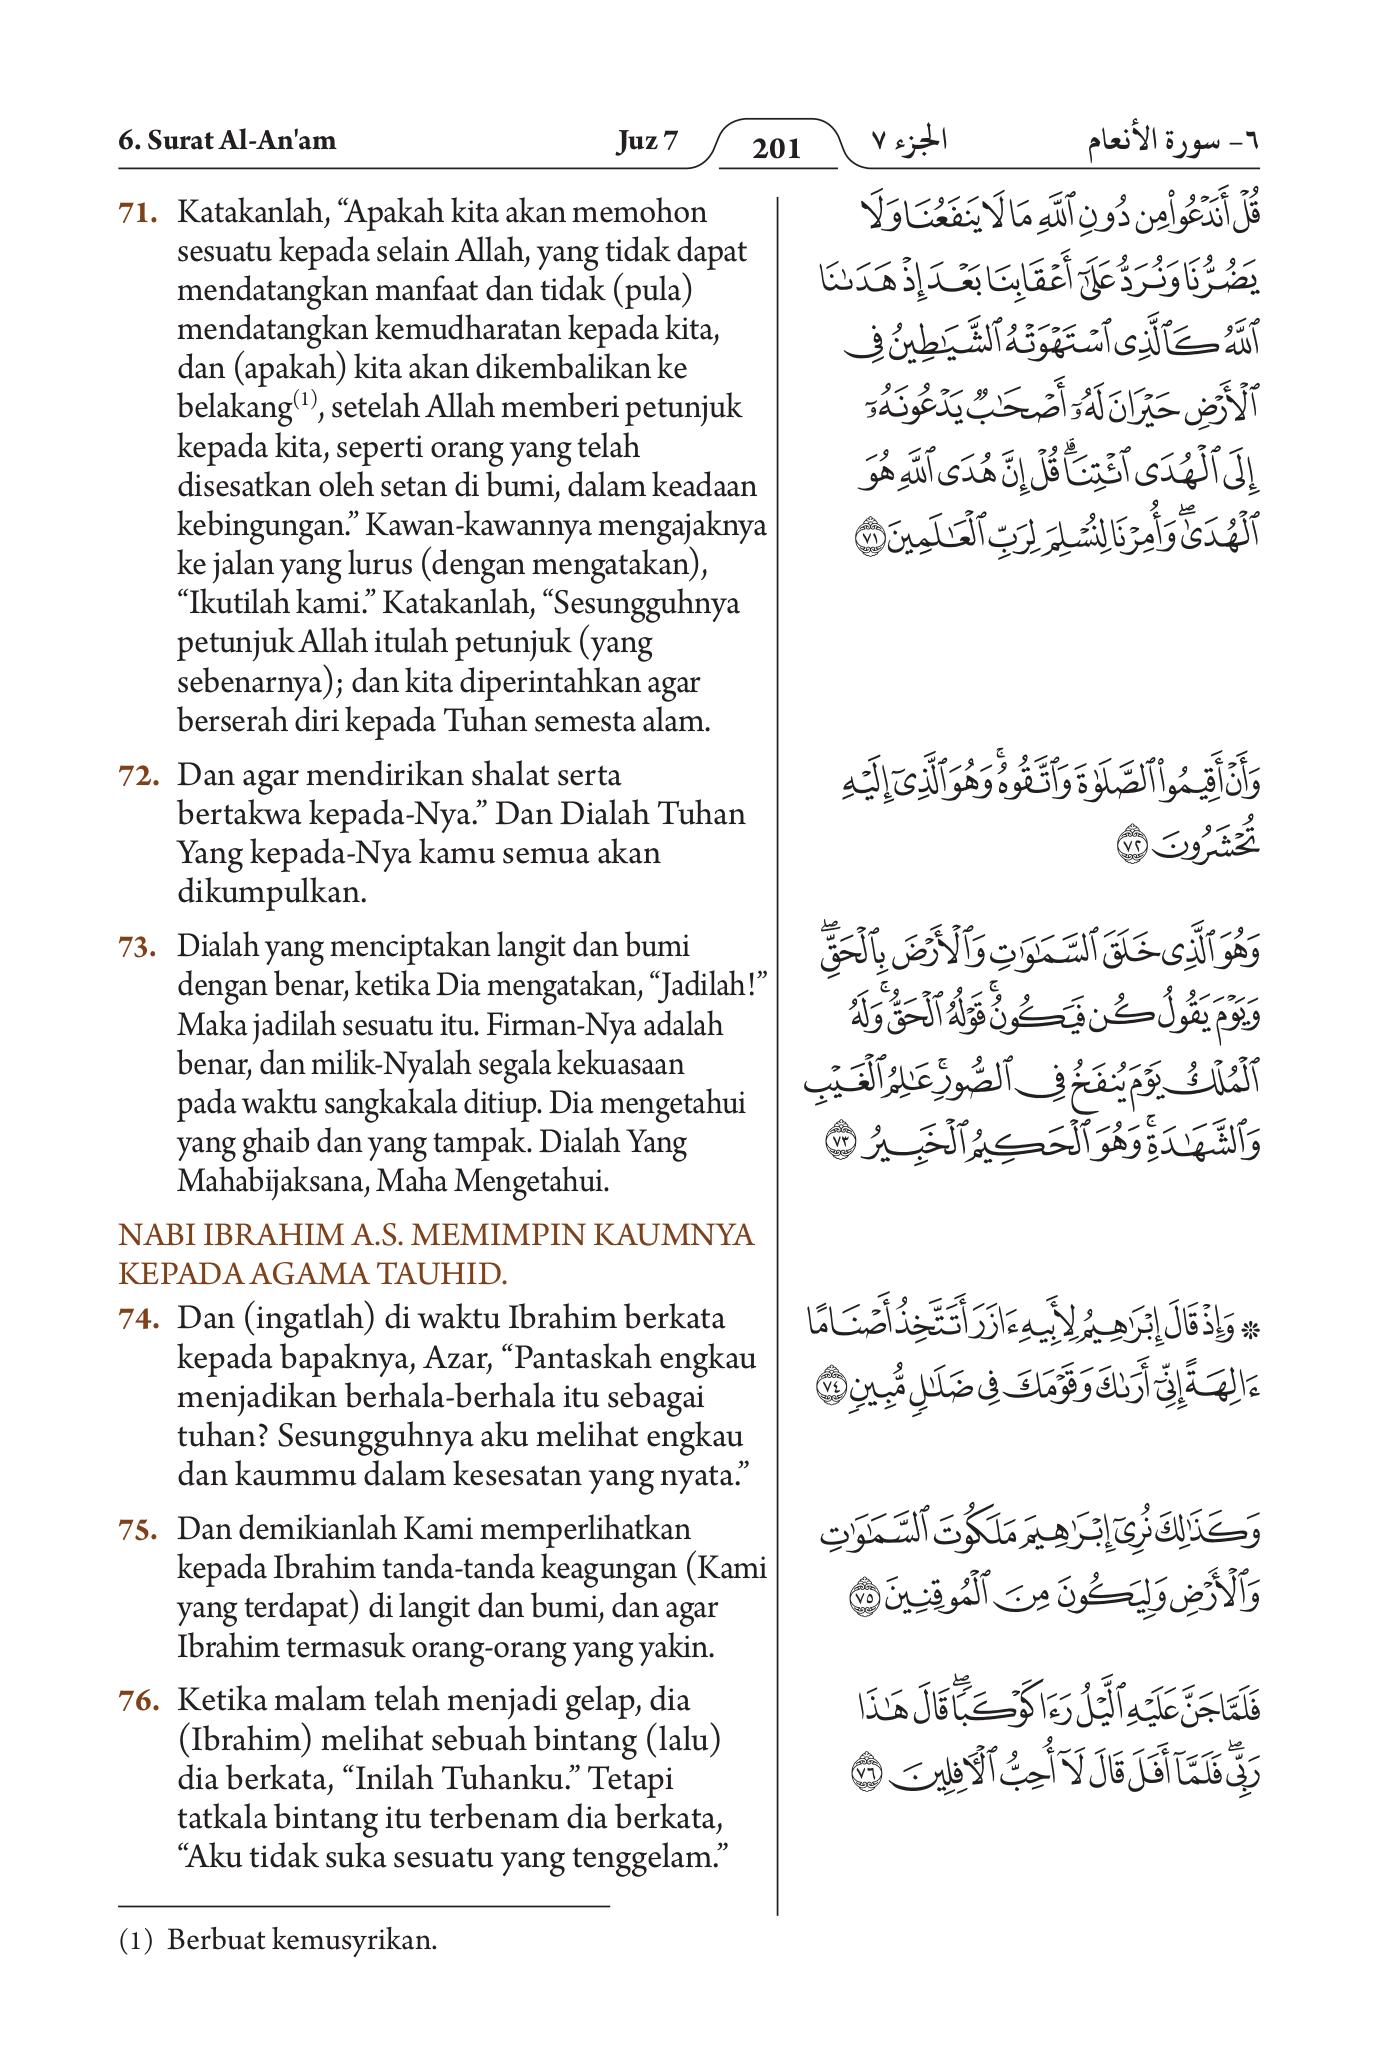 6. Surat Al-An'am Juz 7 201 الجزء ٧ ٦- سورة الأنعام
71. Katakanlah, “Apakah kita akan memohon
sesuatu kepada selain Allah, yang tidak dapat
mendatangkan manfaat dan tidak (pula)
mendatangkan kemudharatan kepada kita,
dan (apakah) kita akan dikembalikan ke
belakang(1), setelah Allah memberi petunjuk
kepada kita, seperti orang yang telah
disesatkan oleh setan di bumi, dalam keadaan
kebingungan.” Kawan-kawannya mengajaknya
ke jalan yang lurus (dengan mengatakan),
“Ikutilah kami.” Katakanlah, “Sesungguhnya
petunjuk Allah itulah petunjuk (yang
sebenarnya); dan kita diperintahkan agar
berserah diri kepada Tuhan semesta alam.
72. Dan agar mendirikan shalat serta
bertakwa kepada-Nya.” Dan Dialah Tuhan
Yang kepada-Nya kamu semua akan
dikumpulkan.
73. Dialah yang menciptakan langit dan bumi
dengan benar, ketika Dia mengatakan, “Jadilah!”
Maka jadilah sesuatu itu. Firman-Nya adalah
benar, dan milik-Nyalah segala kekuasaan
pada waktu sangkakala ditiup. Dia mengetahui
yang ghaib dan yang tampak. Dialah Yang
Mahabijaksana, Maha Mengetahui.
NABI IBRAHIM A.S. MEMIMPIN KAUMNYA
KEPADA AGAMA TAUHID.
74. Dan (ingatlah) di waktu Ibrahim berkata
kepada bapaknya, Azar, “Pantaskah engkau
menjadikan berhala-berhala itu sebagai
tuhan? Sesungguhnya aku melihat engkau
dan kaummu dalam kesesatan yang nyata.”
75. Dan demikianlah Kami memperlihatkan
kepada Ibrahim tanda-tanda keagungan (Kami
yang terdapat) di langit dan bumi, dan agar
Ibrahim termasuk orang-orang yang yakin.
76. Ketika malam telah menjadi gelap, dia
(Ibrahim) melihat sebuah bintang (lalu)
dia berkata, “Inilah Tuhanku.” Tetapi
tatkala bintang itu terbenam dia berkata,
“Aku tidak suka sesuatu yang tenggelam.”
(1) Berbuat kemusyrikan.
قُلْ أَنَدْعُوا۟ مِن دُونِ ٱللَّهِ مَا لَا يَنفَعُنَا وَلَا
يَضُرُّنَا وَنُرَدُّ عَلَىٰٓ أَعْقَابِنَا بَعْدَ إِذْ هَدَىٰنَا
ٱللَّهُ كَٱلَّذِى ٱسْتَهْوَتْهُ ٱلشَّيَٰطِينُ فِى
ٱلْأَرْضِ حَيْرَانَ لَهُۥٓ أَصْحَٰبٌ يَدْعُونَهُۥٓ
إِلَى ٱلْهُدَى ٱئْتِنَا ۗ قُلْ إِنَّ هُدَى ٱللَّهِ هُوَ
ٱلْهُدَىٰ ۖ وَأُمِرْنَا لِنُسْلِمَ لِرَبِّ ٱلْعَٰلَمِينَ ٧١
وَأَنْ أَقِيمُوا۟ ٱلصَّلَوٰةَ وَٱتَّقُوهُ ۚ وَهُوَ ٱلَّذِىٓ إِلَيْهِ
تُحْشَرُونَ ٧٢
وَهُوَ ٱلَّذِى خَلَقَ ٱلسَّمَٰوَٰتِ وَٱلْأَرْضَ بِٱلْحَقِّ ۖ
وَيَوْمَ يَقُولُ كُن فَيَكُونُ ۚ قَوْلُهُ ٱلْحَقُّ ۚ وَلَهُ
ٱلْمُلْكُ يَوْمَ يُنفَخُ فِى ٱلصُّورِ ۚ عَٰلِمُ ٱلْغَيْبِ
وَٱلشَّهَٰدَةِ ۚ وَهُوَ ٱلْحَكِيمُ ٱلْخَبِيرُ ٧٣
۞ وَإِذْ قَالَ إِبْرَٰهِيمُ لِأَبِيهِ ءَازَرَ أَتَتَّخِذُ أَصْنَامًا
ءَالِهَةً إِنِّىٓ أَرَىٰكَ وَقَوْمَكَ فِى ضَلَٰلٍ مُّبِينٍ ٧٤
وَكَذَٰلِكَ نُرِىٓ إِبْرَٰهِيمَ مَلَكُوتَ ٱلسَّمَٰوَٰتِ
وَٱلْأَرْضِ وَلِيَكُونَ مِنَ ٱلْمُوقِنِينَ ٧٥
فَلَمَّا جَنَّ عَلَيْهِ ٱلَّيْلُ رَءَا كَوْكَبًا ۖ قَالَ هَٰذَا
رَبِّى ۖ فَلَمَّآ أَفَلَ قَالَ لَآ أُحِبُّ ٱلْءَافِلِينَ ٧٦